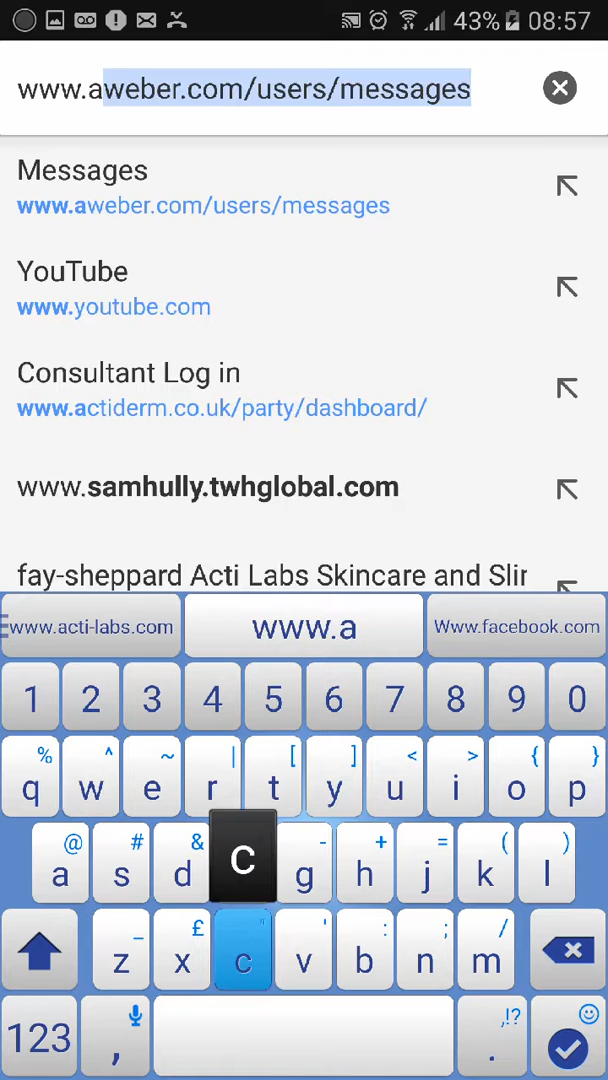 43% 08:57
www.aweber.com/users/messages
Messages
www.aweber.com/users/messages
YouTube
www.youtube.com
Consultant Log in
www.actiderm.co.uk/party/dashboard/
www.samhully.twhglobal.com
fay-sheppard Acti Labs Skincare and Slir
www.acti-labs.com www.a Www.facebook.com
1 2 3 4 5 6 7 8 9 0
% ^ ~ | [ ] < > { }
q w e r t y u i o p
@ # & - + = ( )
a s d C g h j k l
_ £ " ' : ; /
z x c v b n m
123 , ,!? .